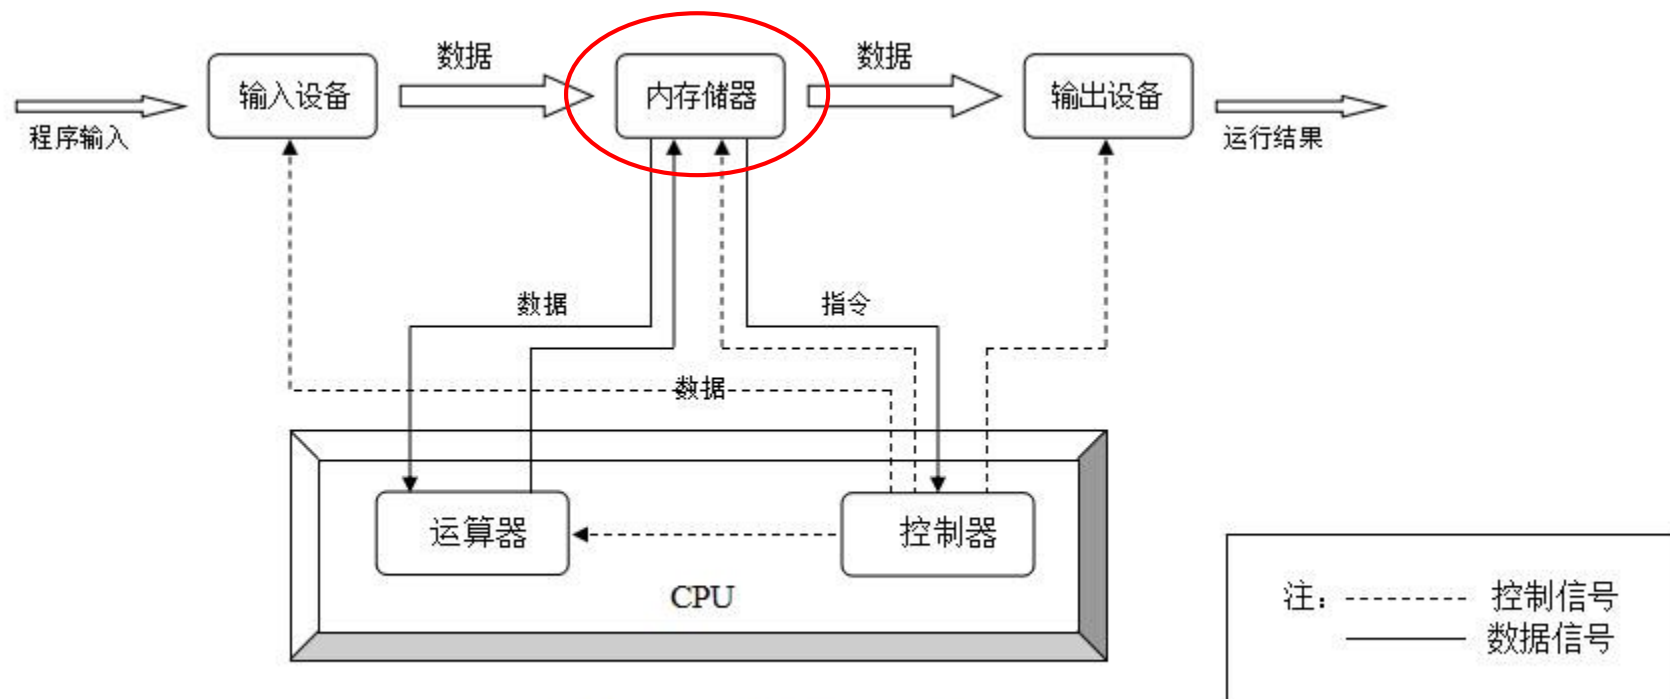 数据
数据
输入设备
内存储器
输出设备
程序输入
运行结果
数据
指令
数据
运算器
控制器
CPU
注：
控制信号
数据信号